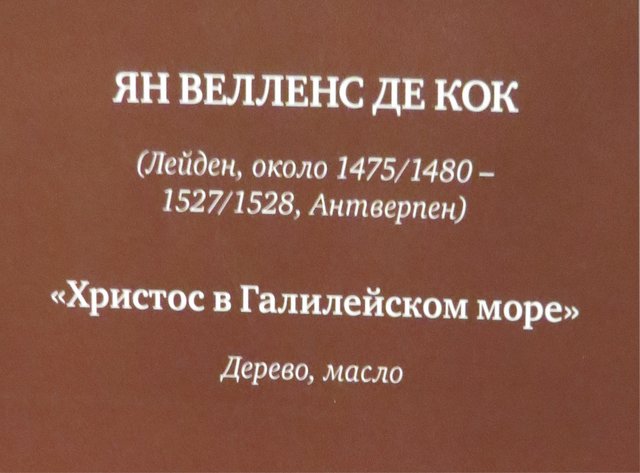 ЯН ВЕЛЛЕНС ДЕ КОК
(Лейден, около 1475/1480 –
1527/1528, Антверпен)
«Христос в Галилейском море»
Дерево, масло